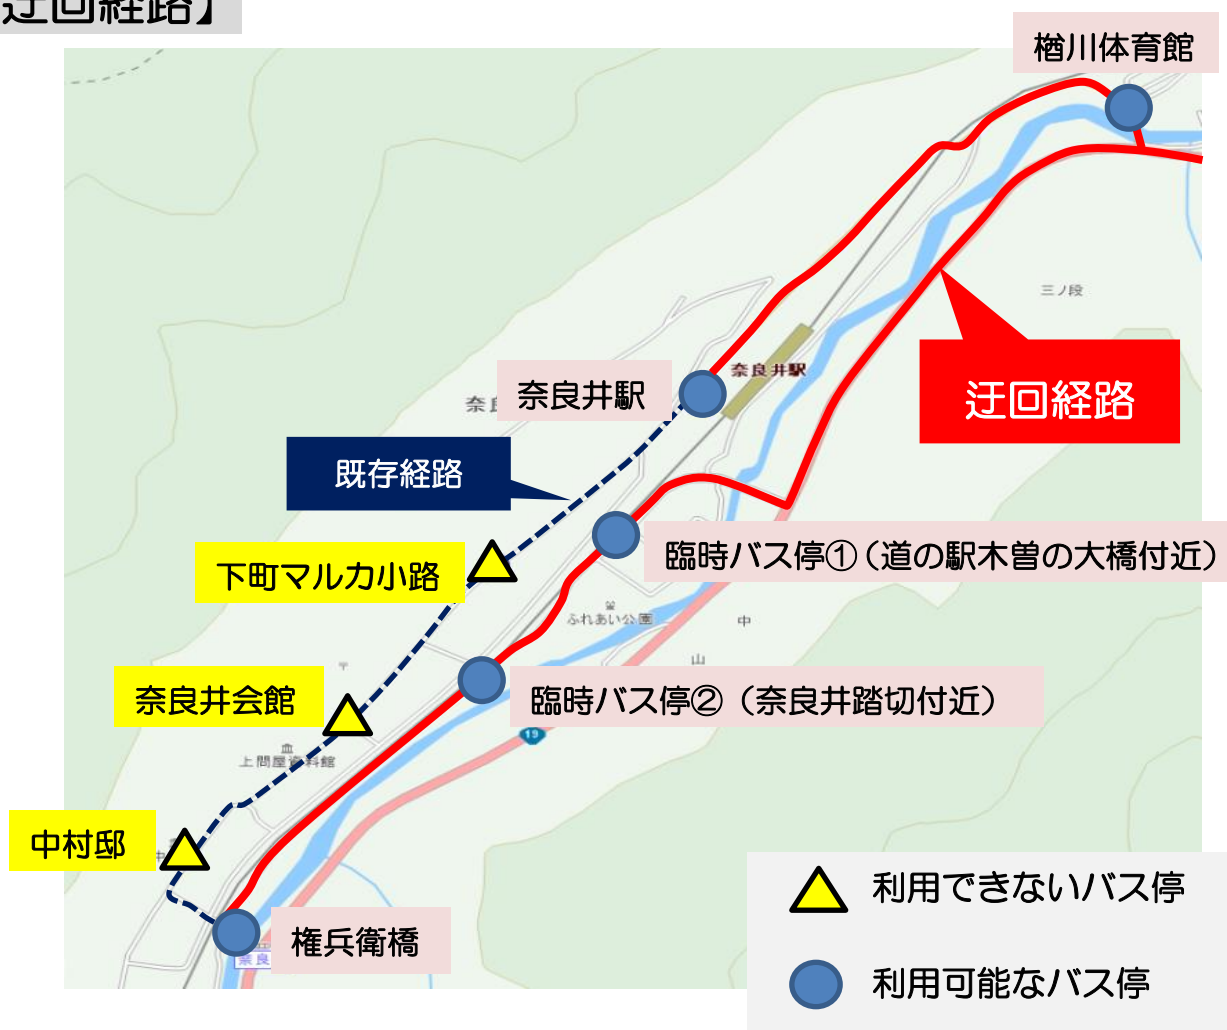 迂回経路】
楢川体育館
三ノ段
奈良井駅
奈良井駅
奈良
迂回経路
既存経路
臨時バス停①（道の駅木曽の大橋付近）
下町マルカ小路
ふれあい公園
中
山
奈良井会館
臨時バス停②（奈良井踏切付近）
19
上問屋資料館
中村邸
中
利用できないバス停
権兵衛橋
奈良
利用可能なバス停